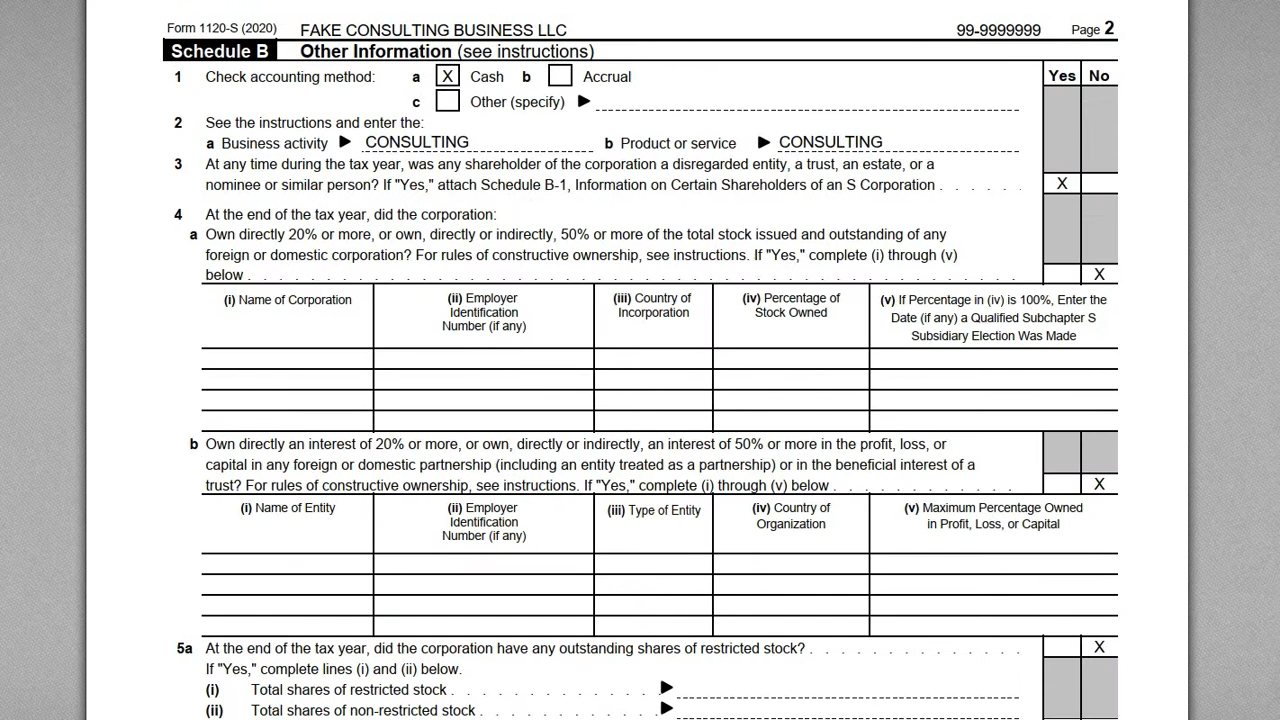 Form 1120-S (2020) FAKE CONSULTING BUSINESS LLC 99-9999999 Page 2
Schedule B Other Information (see instructions)
1 Check accounting method: a X Cash b Accrual Yes No
c Other (specify) ▶
2 See the instructions and enter the:
a Business activity ▶ CONSULTING b Product or service ▶ CONSULTING
3 At any time during the tax year, was any shareholder of the corporation a disregarded entity, a trust, an estate, or a
nominee or similar person? If "Yes," attach Schedule B-1, Information on Certain Shareholders of an S Corporation . . . . . X
4 At the end of the tax year, did the corporation:
a Own directly 20% or more, or own, directly or indirectly, 50% or more of the total stock issued and outstanding of any
foreign or domestic corporation? For rules of constructive ownership, see instructions. If "Yes," complete (i) through (v)
below . . . . . . . . . . . . . . . . . . . . . . . . . . . . . . . . . . . . . . X
(i) Name of Corporation
(ii) Employer
Identification
Number (if any)
(iii) Country of
Incorporation
(iv) Percentage of
Stock Owned
(v) If Percentage in (iv) is 100%, Enter the
Date (if any) a Qualified Subchapter S
Subsidiary Election Was Made
b Own directly an interest of 20% or more, or own, directly or indirectly, an interest of 50% or more in the profit, loss, or
capital in any foreign or domestic partnership (including an entity treated as a partnership) or in the beneficial interest of a
trust? For rules of constructive ownership, see instructions. If "Yes," complete (i) through (v) below . . . . . . . . . . X
(i) Name of Entity
(ii) Employer
Identification
Number (if any)
(iii) Type of Entity
(iv) Country of
Organization
(v) Maximum Percentage Owned
in Profit, Loss, or Capital
5a At the end of the tax year, did the corporation have any outstanding shares of restricted stock? . . . . . . . . . . . X
If "Yes," complete lines (i) and (ii) below.
(i) Total shares of restricted stock . . . . . . . . . . . ▶
(ii) Total shares of non-restricted stock . . . . . . . . . ▶